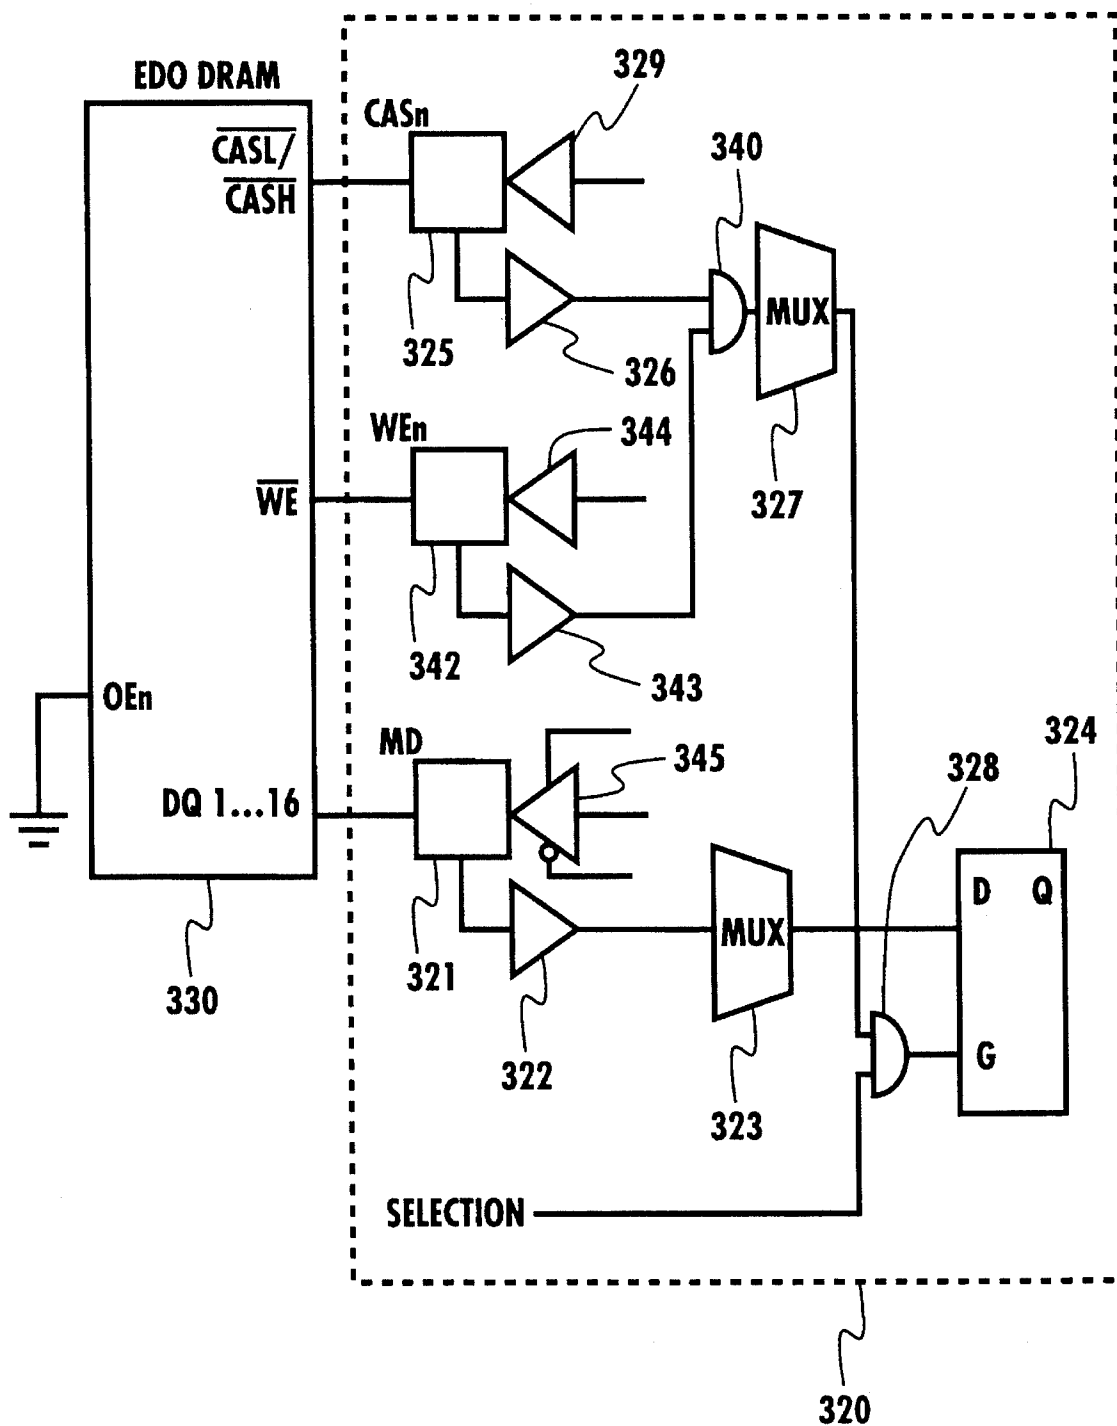 EDO DRAM
329
CASn
CASL/
CASH
340
325
326
MUX
WEn
344
327
WE
342
343
OEn
MD
345
324
328
DQ 1...16
D Q
MUX
330
321
322
323
G
SELECTION
320